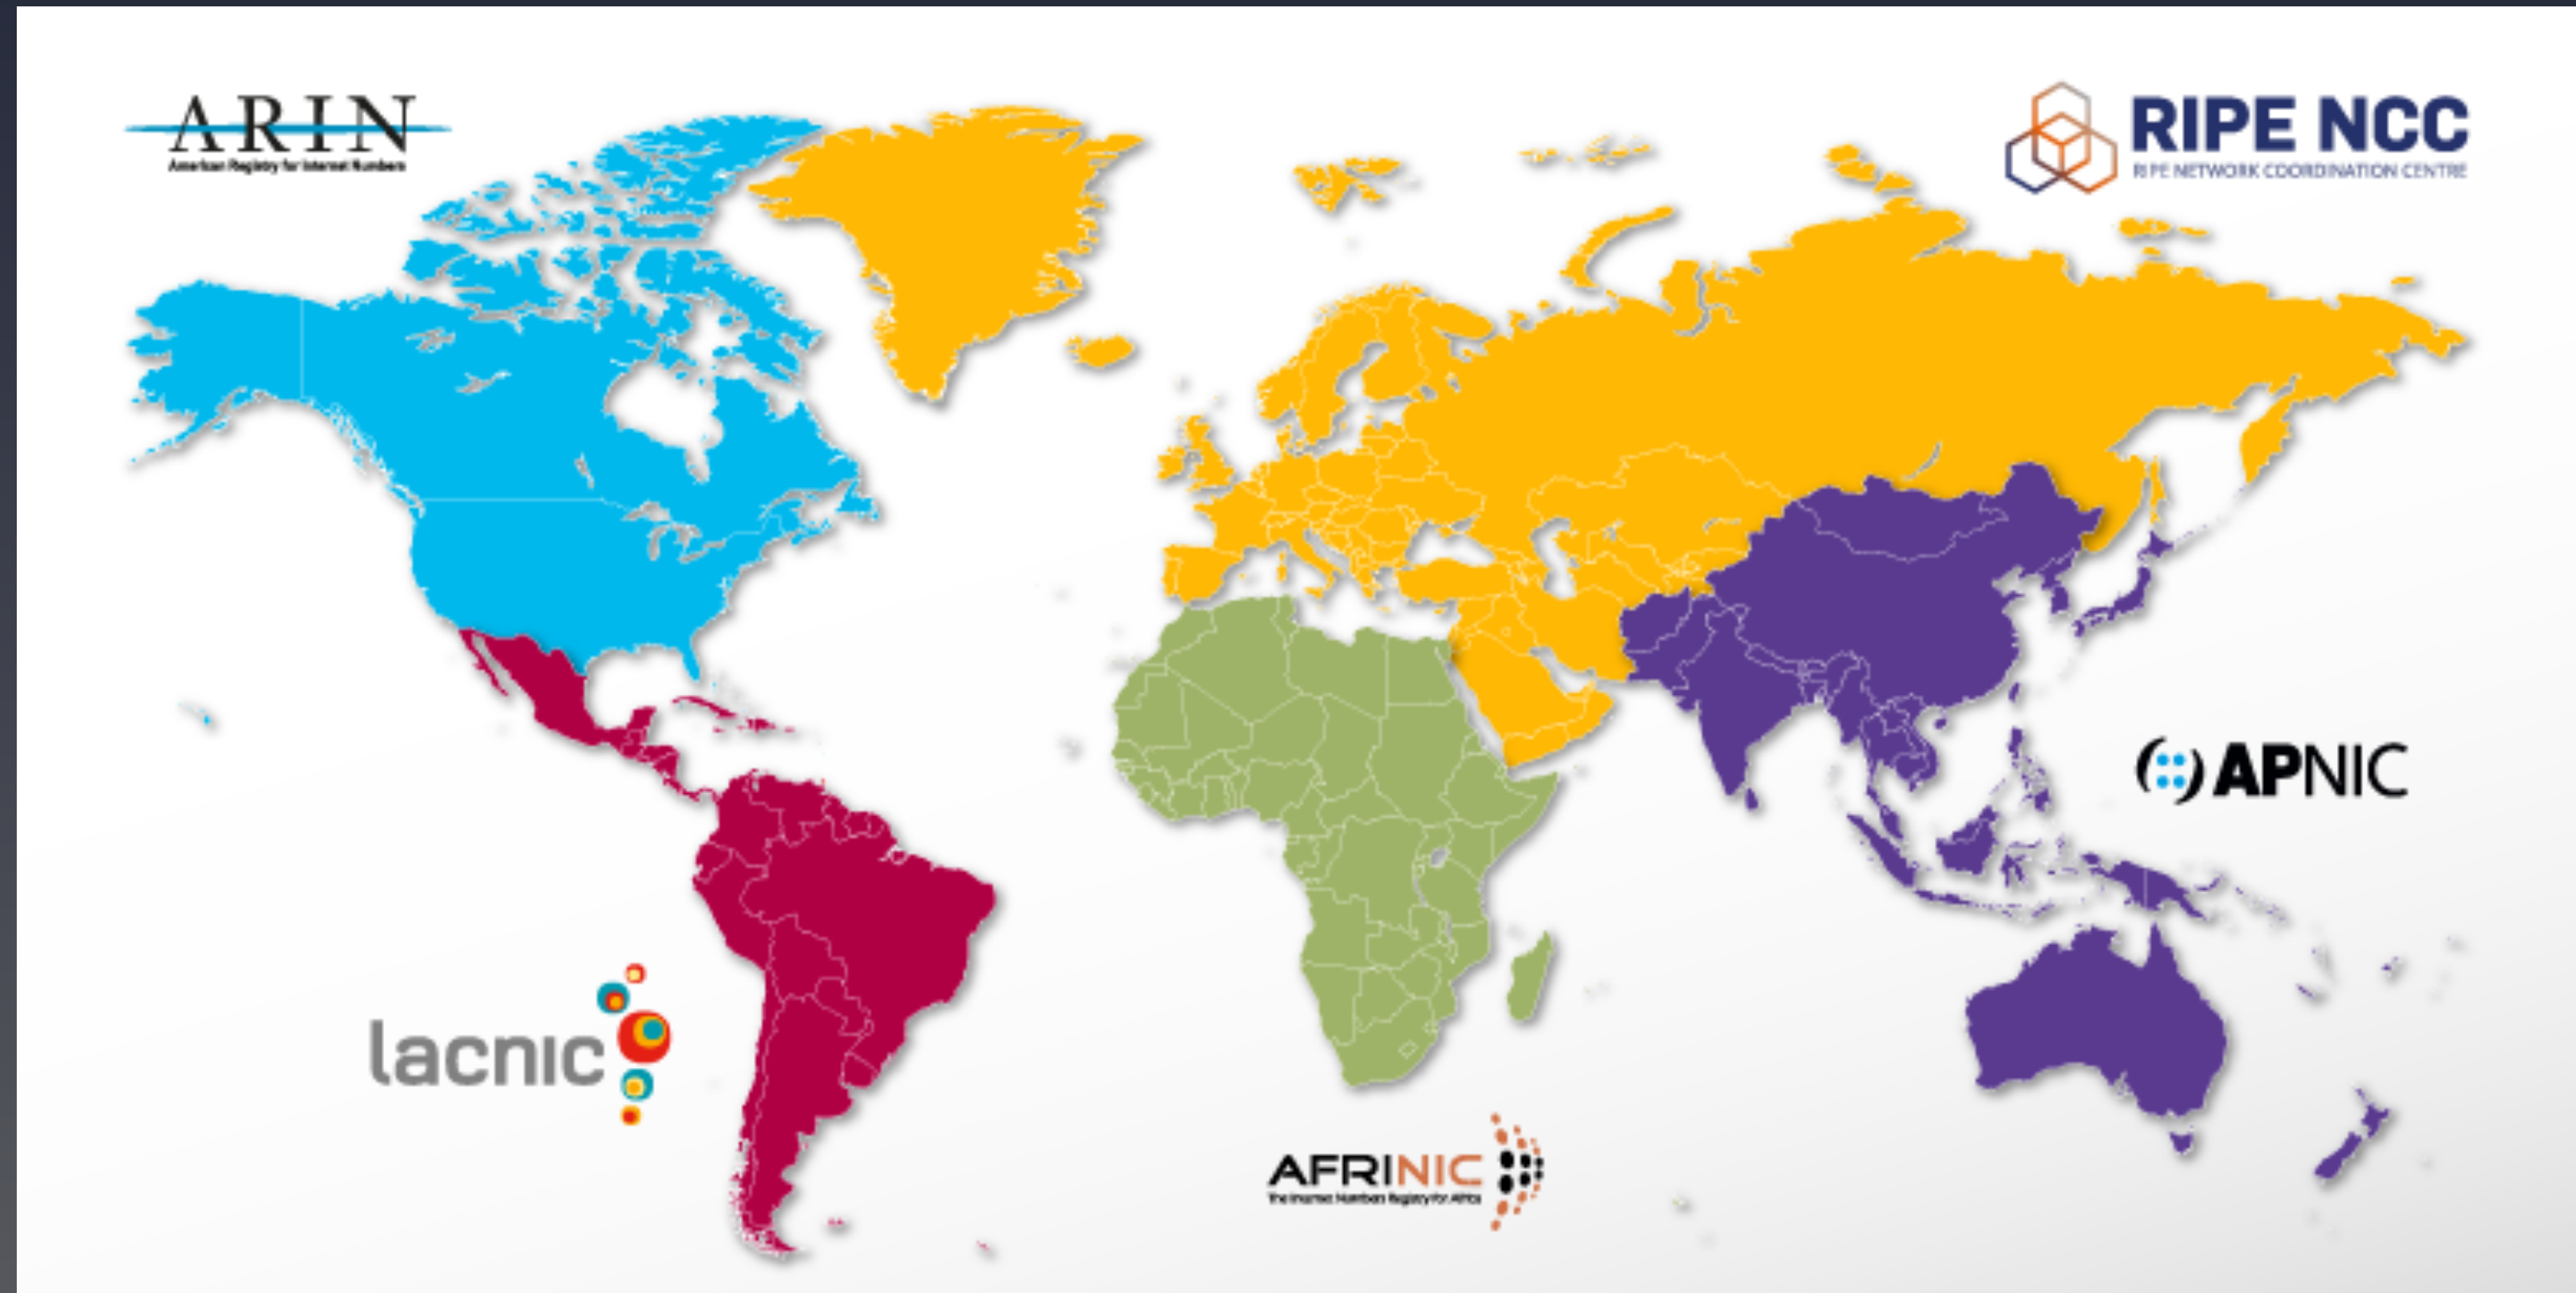 ARIN
American Registry for Internet Numbers
RIPE NCC
RIPE NETWORK COORDINATION CENTRE
APNIC
lacnic
AFRINIC
The Internet Numbers Registry for Africa